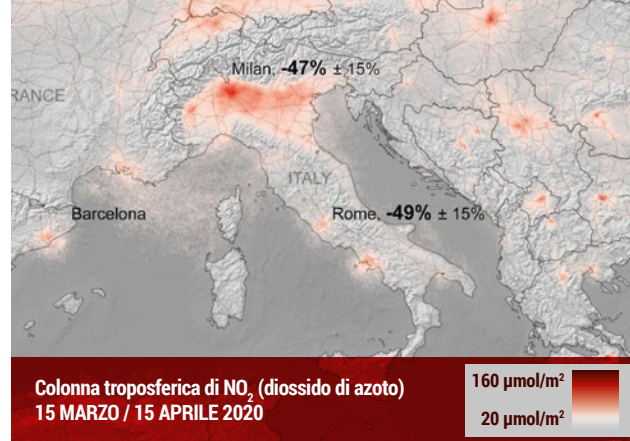 Milan, -47% ± 15%
RANCE
ITALY
Barcelona
Rome, -49% ± 15%
Colonna troposferica di NO₂ (diossido di azoto)
15 MARZO / 15 APRILE 2020
160 µmol/m²
20 µmol/m²